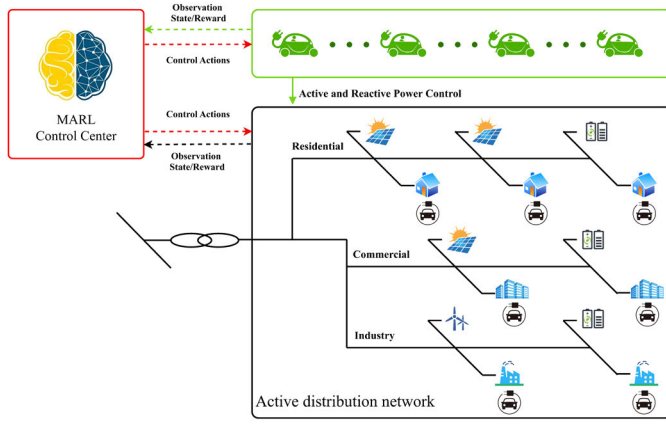 Observation
State/Reward
Control Actions
MARL
Control Center
Active and Reactive Power Control
Control Actions
Observation
State/Reward
Residential
Commercial
Industry
Active distribution network